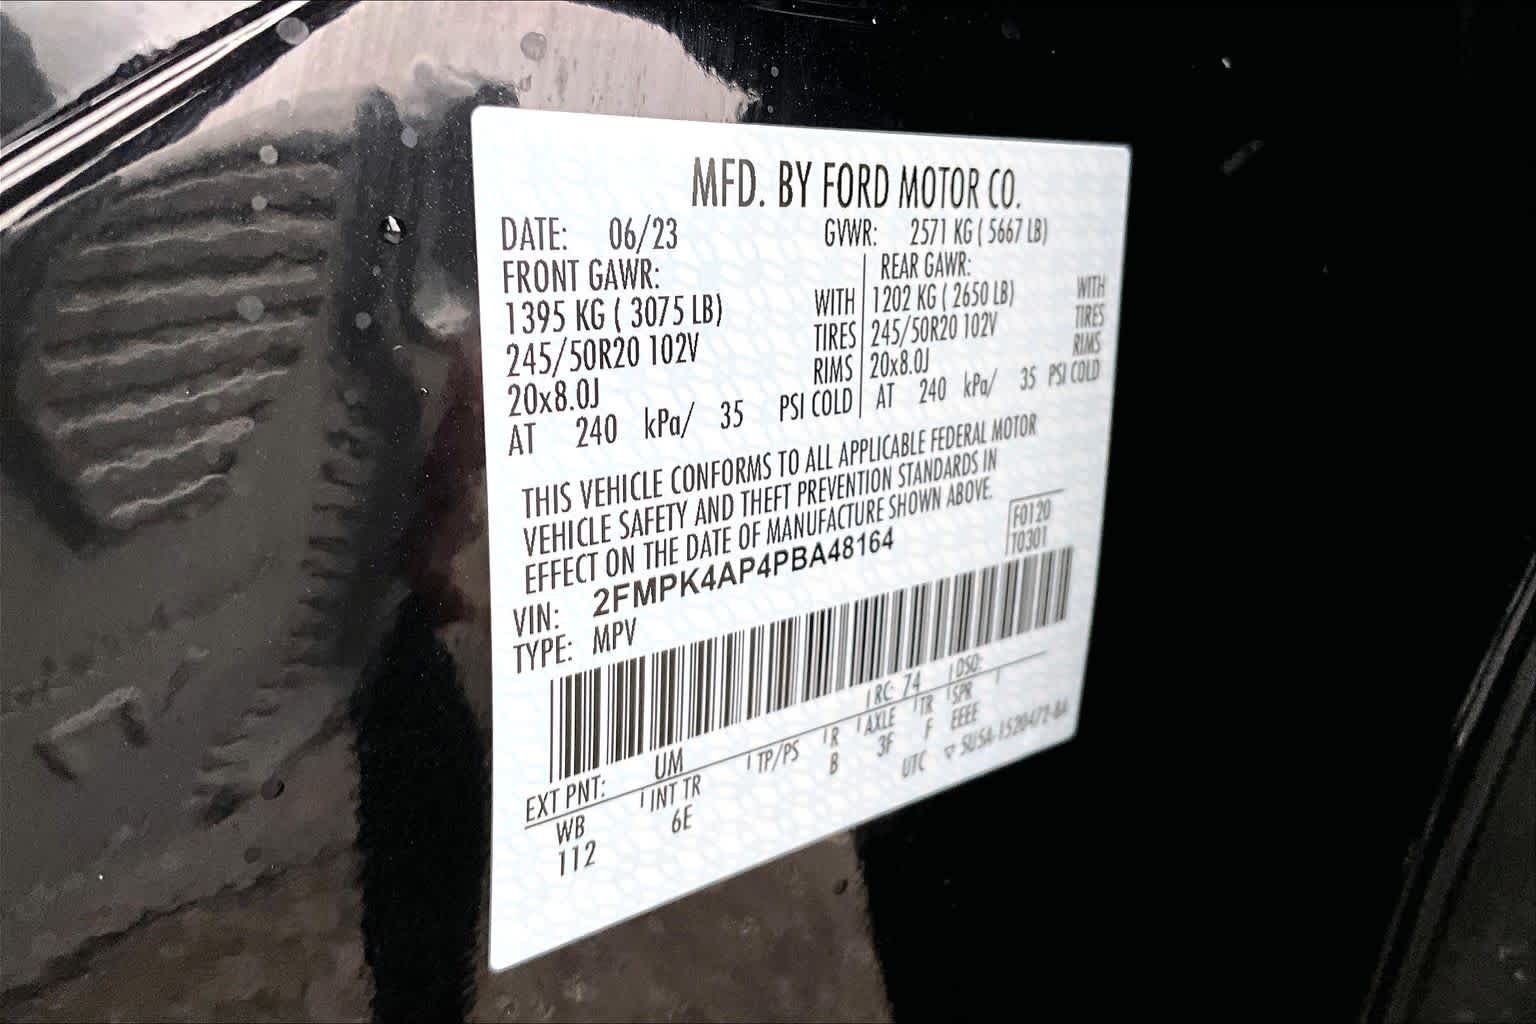 MFD. BY FORD MOTOR CO.
DATE: 06/23 GVWR: 2571 KG ( 5667 LB)
FRONT GAWR: REAR GAWR:
1395 KG ( 3075 LB) WITH 1202 KG ( 2650 LB) WITH
245/50R20 102V TIRES 245/50R20 102V TIRES
20x8.0J RIMS 20x8.0J RIMS
AT 240 kPa/ 35 PSI COLD AT 240 kPa/ 35 PSI COLD
THIS VEHICLE CONFORMS TO ALL APPLICABLE FEDERAL MOTOR
VEHICLE SAFETY AND THEFT PREVENTION STANDARDS IN
EFFECT ON THE DATE OF MANUFACTURE SHOWN ABOVE.
VIN: 2FMPK4AP4PBA48164 F0120
TYPE: MPV T0301
EXT PNT: UM RC: 74 DSO:
WB INT TR TP/PS R AXLE TR SPR
112 6E B 3F F EEEE
UTC